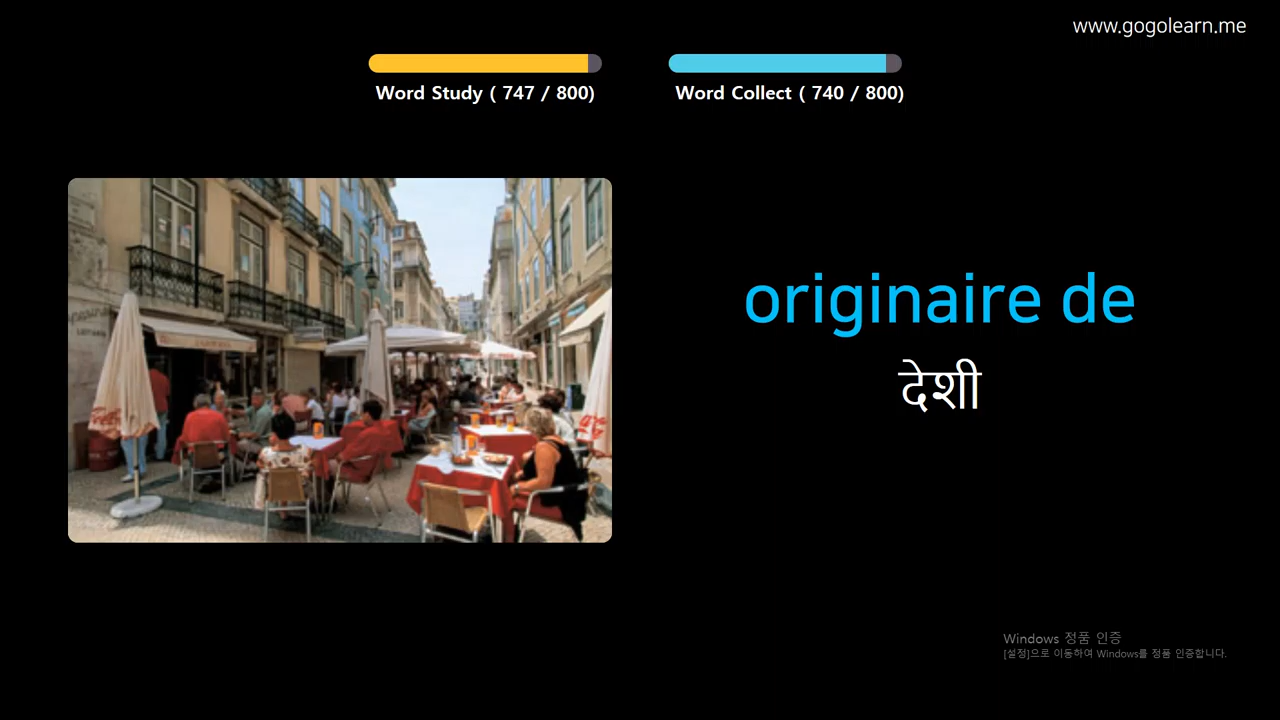 www.gogolearn.me
Word Study ( 747 / 800)
Word Collect ( 740 / 800)
originaire de
देशी
Windows 정품 인증
[설정]으로 이동하여 Windows를 정품 인증합니다.